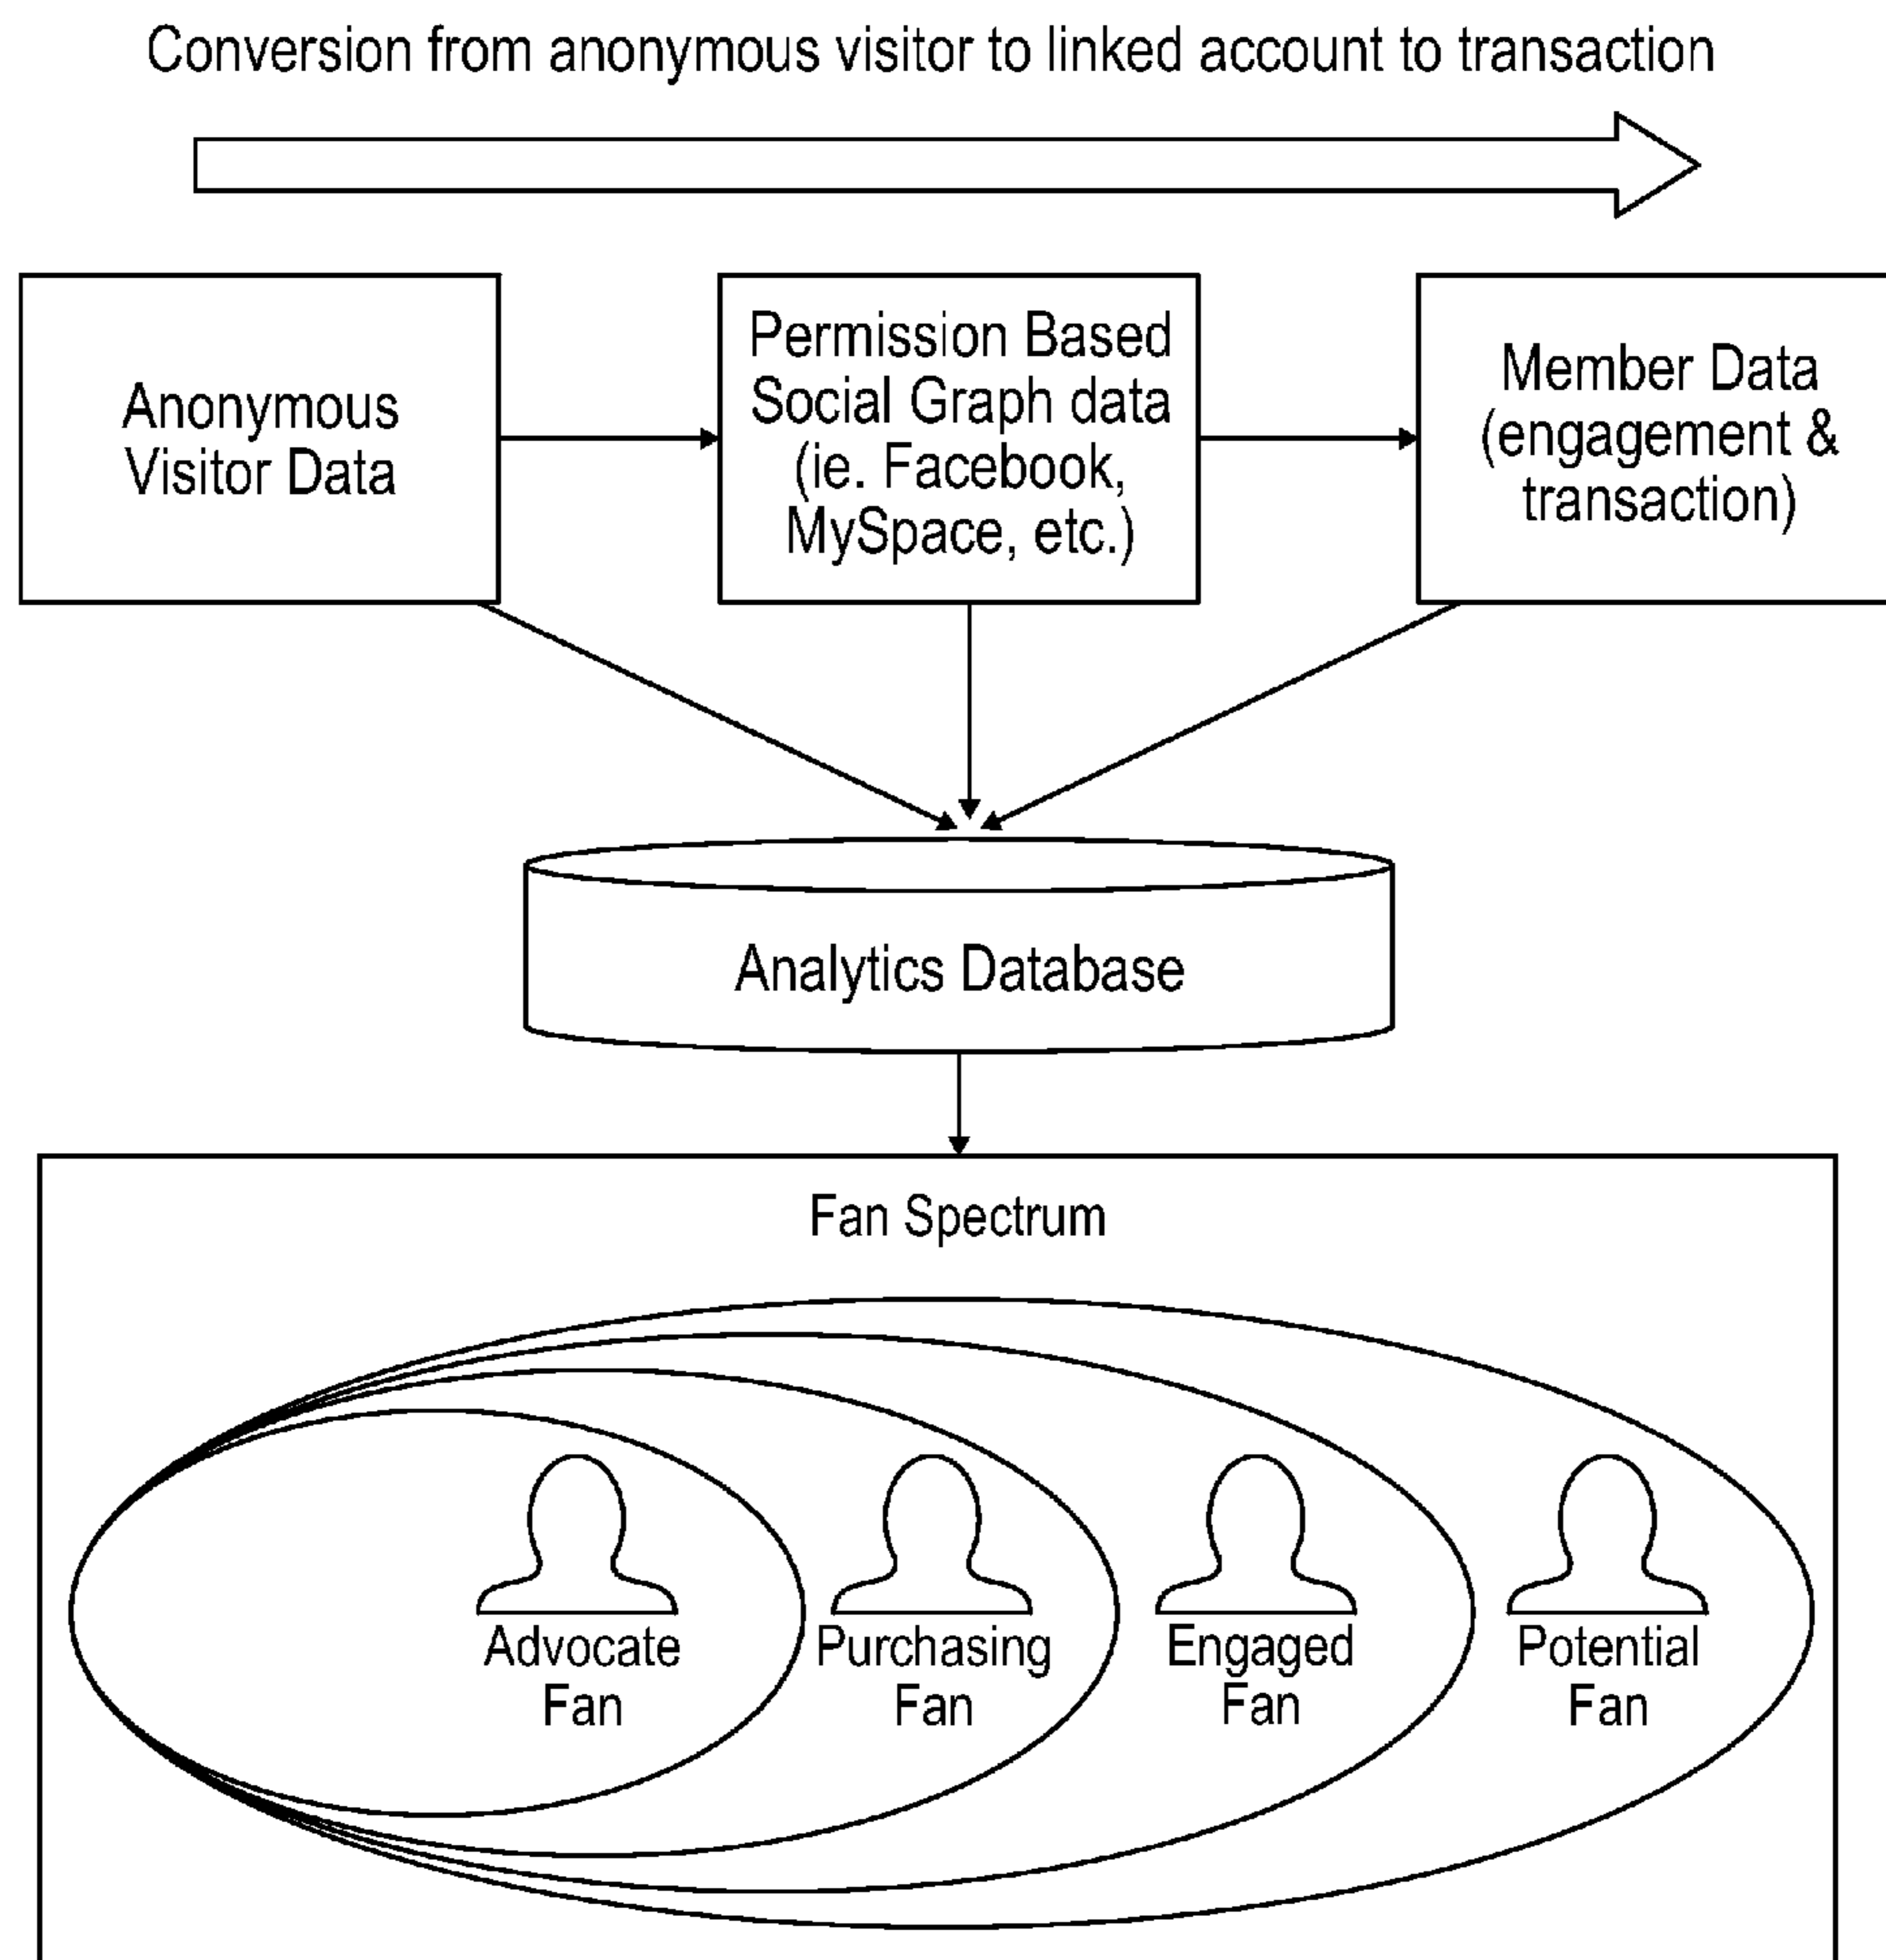 Conversion from anonymous visitor to linked account to transaction
Anonymous
Visitor Data
Permission Based
Social Graph data
(ie. Facebook,
MySpace, etc.)
Member Data
(engagement &
transaction)
Analytics Database
Fan Spectrum
Advocate
Fan
Purchasing
Fan
Engaged
Fan
Potential
Fan